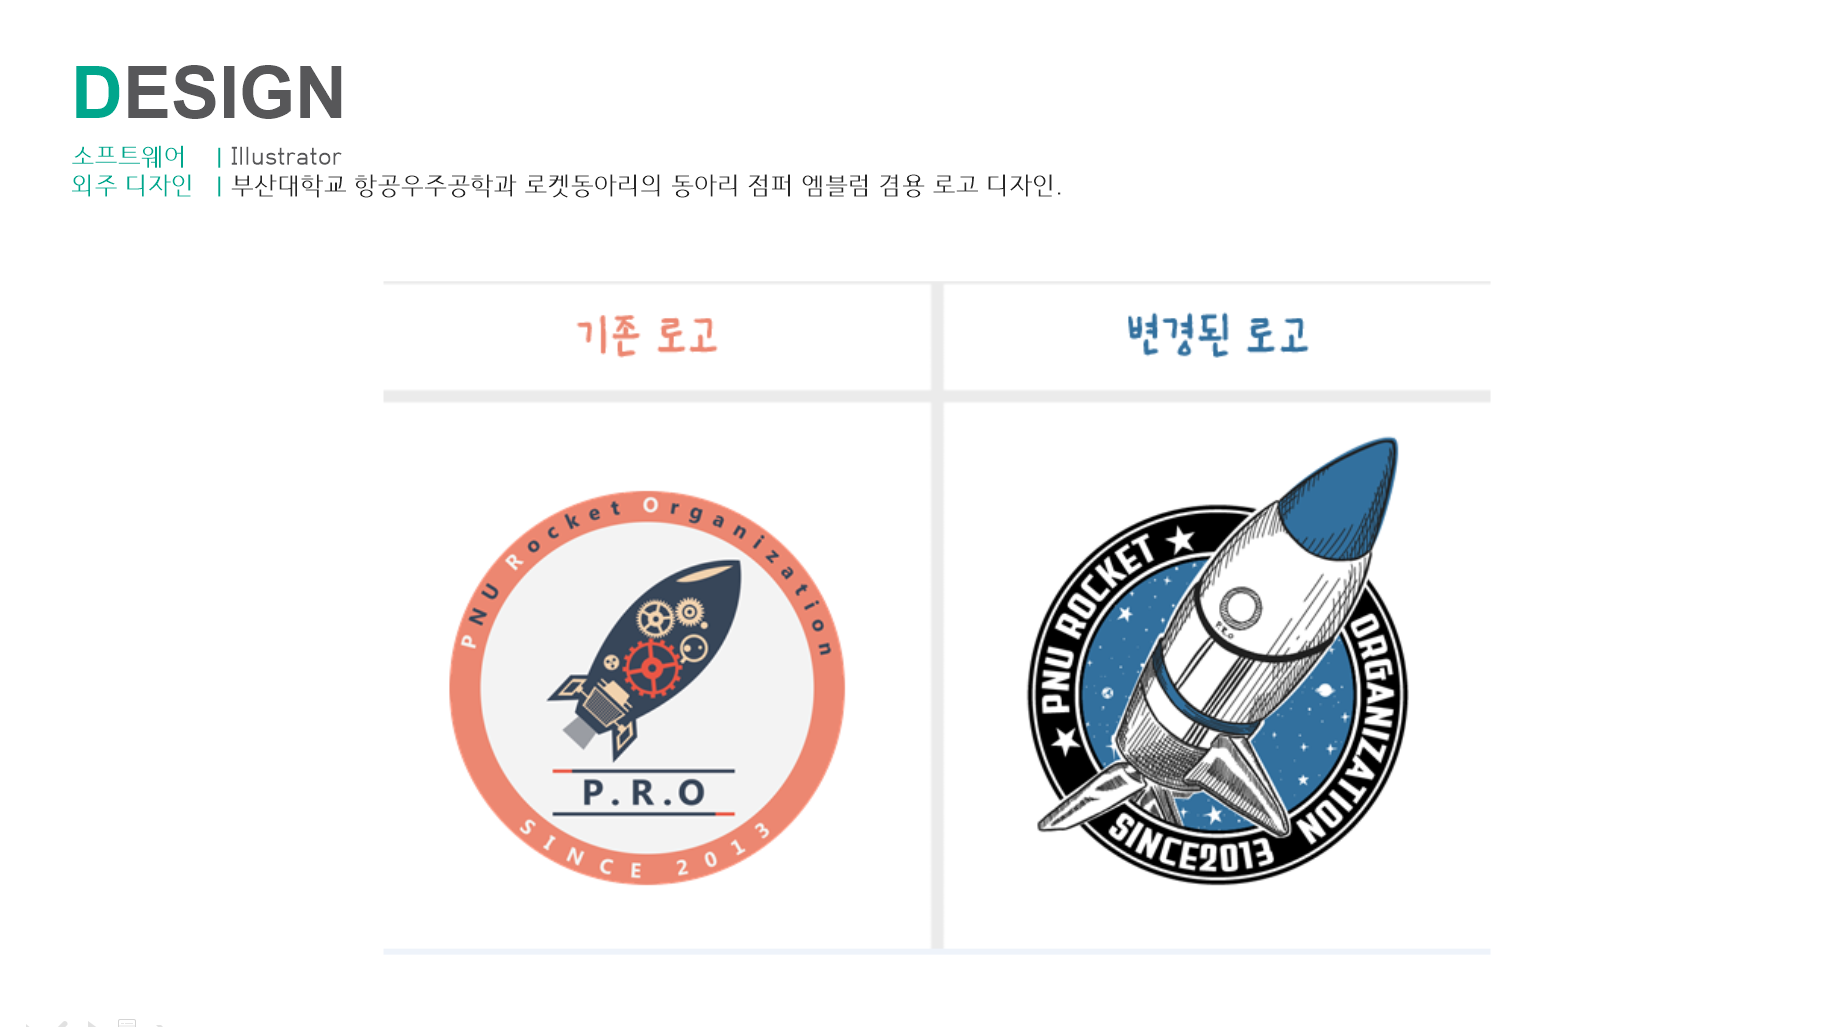 DESIGN
소프트웨어 | Illustrator
외주 디자인 | 부산대학교 항공우주공학과 로켓동아리의 동아리 점퍼 엠블럼 겸용 로고 디자인.
기존 로고
변경된 로고
PNU Rocket Organization
P.R.O
SINCE 2013
★ PNU ROCKET ★
ORGANIZATION
SINCE2013
P.R.O